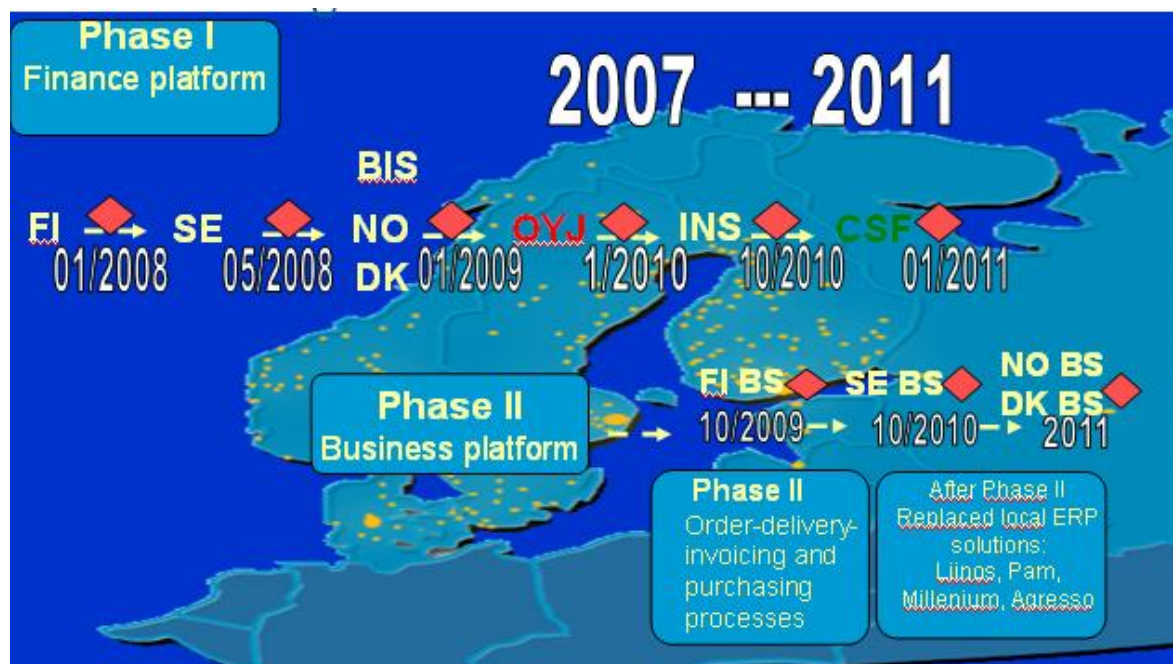 Phase I
Finance platform
2007 --- 2011
BIS
FI SE NO OYJ INS CSF
DK
01/2008 05/2008 01/2009 1/2010 10/2010 01/2011
Phase II
Business platform
FI BS SE BS NO BS
DK BS
10/2009 10/2010 2011
Phase II
Order-delivery-
invoicing and
purchasing
processes
After Phase II
Replaced local ERP
solutions:
Liinos, Pam,
Millenium, Agresso